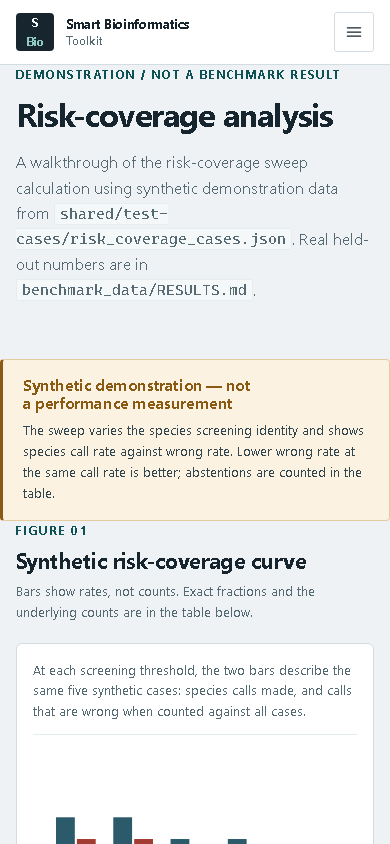 S
Bio
Smart Bioinformatics
Toolkit
DEMONSTRATION / NOT A BENCHMARK RESULT
Risk-coverage analysis
A walkthrough of the risk-coverage sweep
calculation using synthetic demonstration data
from shared/test-
cases/risk_coverage_cases.json. Real held-
out numbers are in
benchmark_data/RESULTS.md.
Synthetic demonstration — not
a performance measurement
The sweep varies the species screening identity and shows
species call rate against wrong rate. Lower wrong rate at
the same call rate is better; abstentions are counted in the
table.
FIGURE 01
Synthetic risk-coverage curve
Bars show rates, not counts. Exact fractions and the
underlying counts are in the table below.
At each screening threshold, the two bars describe the
same five synthetic cases: species calls made, and calls
that are wrong when counted against all cases.